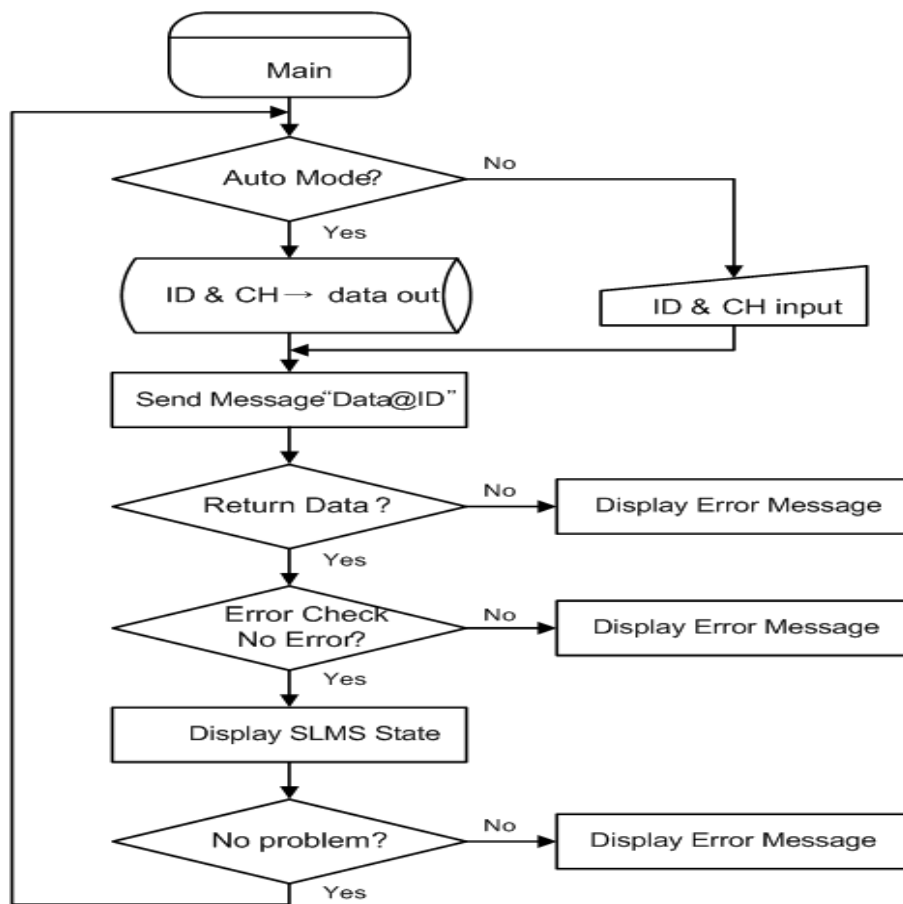 Main
Auto Mode?
No
Yes
ID & CH → data out
ID & CH input
Send Message“Data@ID”
Return Data ?
No
Display Error Message
Yes
Error Check
No Error?
No
Display Error Message
Yes
Display SLMS State
No problem?
No
Display Error Message
Yes